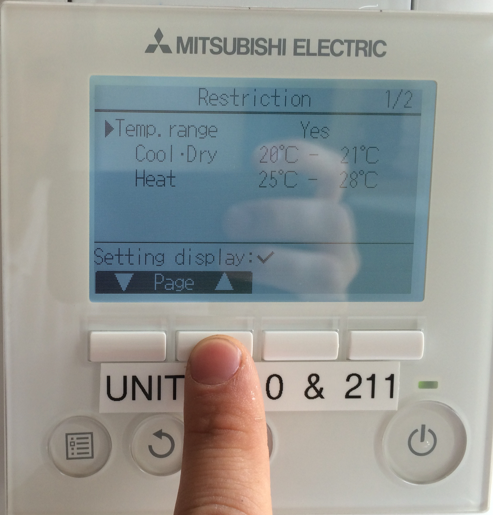 MITSUBISHI ELECTRIC
Restriction 1/2
Temp.range Yes
Cool·Dry 20°C - 21°C
Heat 25°C - 28°C
Setting display:✓
▼ Page ▲
UNIT 0 & 211